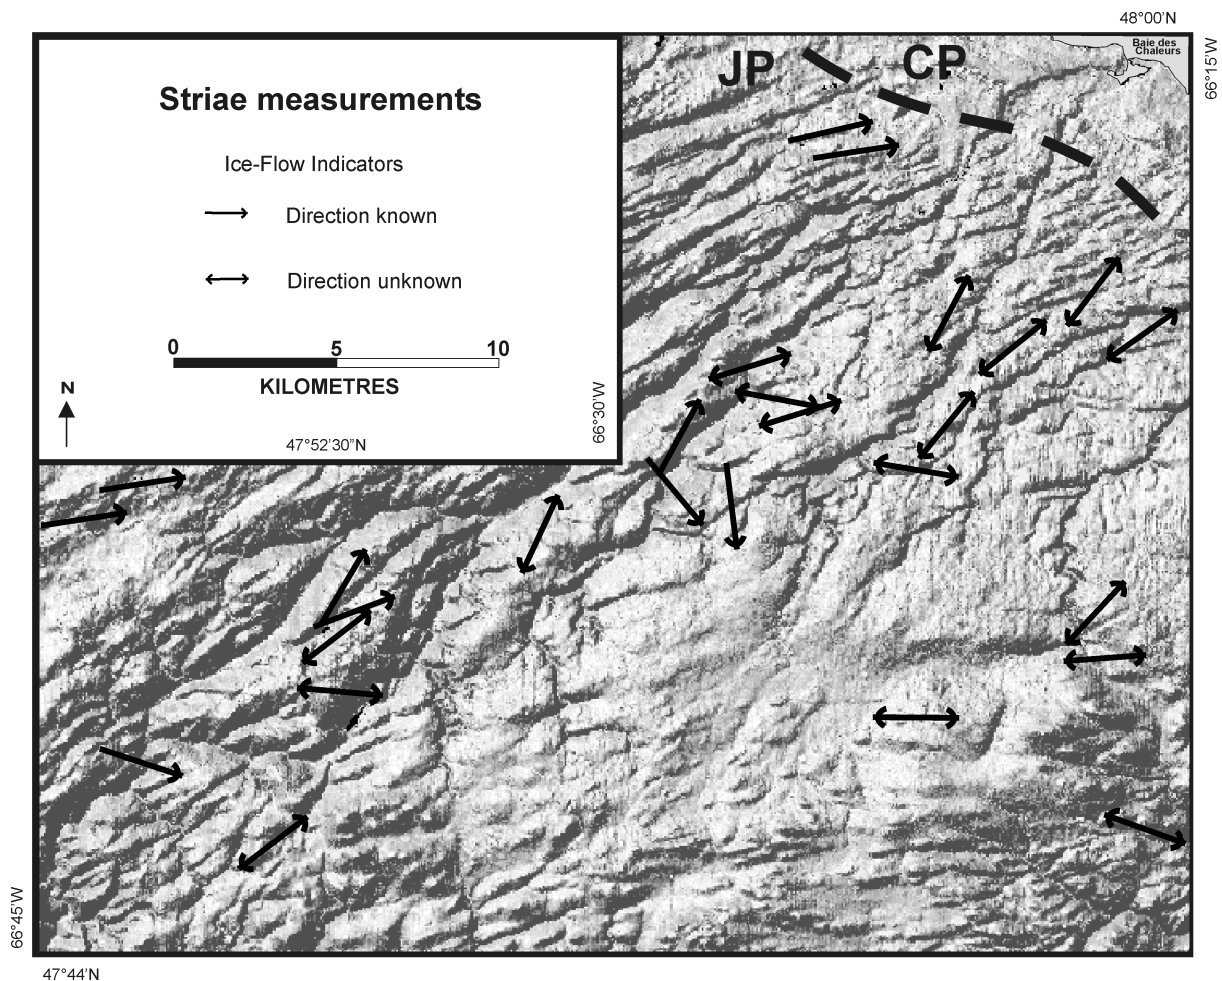 48°00’N
Baie des
Chaleurs
66°15’W
JP
CP
Striae measurements
Ice-Flow Indicators
Direction known
Direction unknown
0 5 10
KILOMETRES
N
66°30’W
47°52’30”N
66°45’W
47°44’N